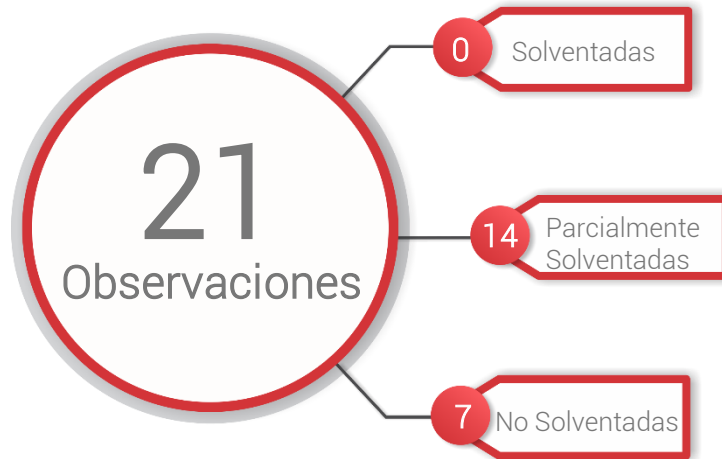 21
Observaciones
0
Solventadas
14
Parcialmente
Solventadas
7
No Solventadas